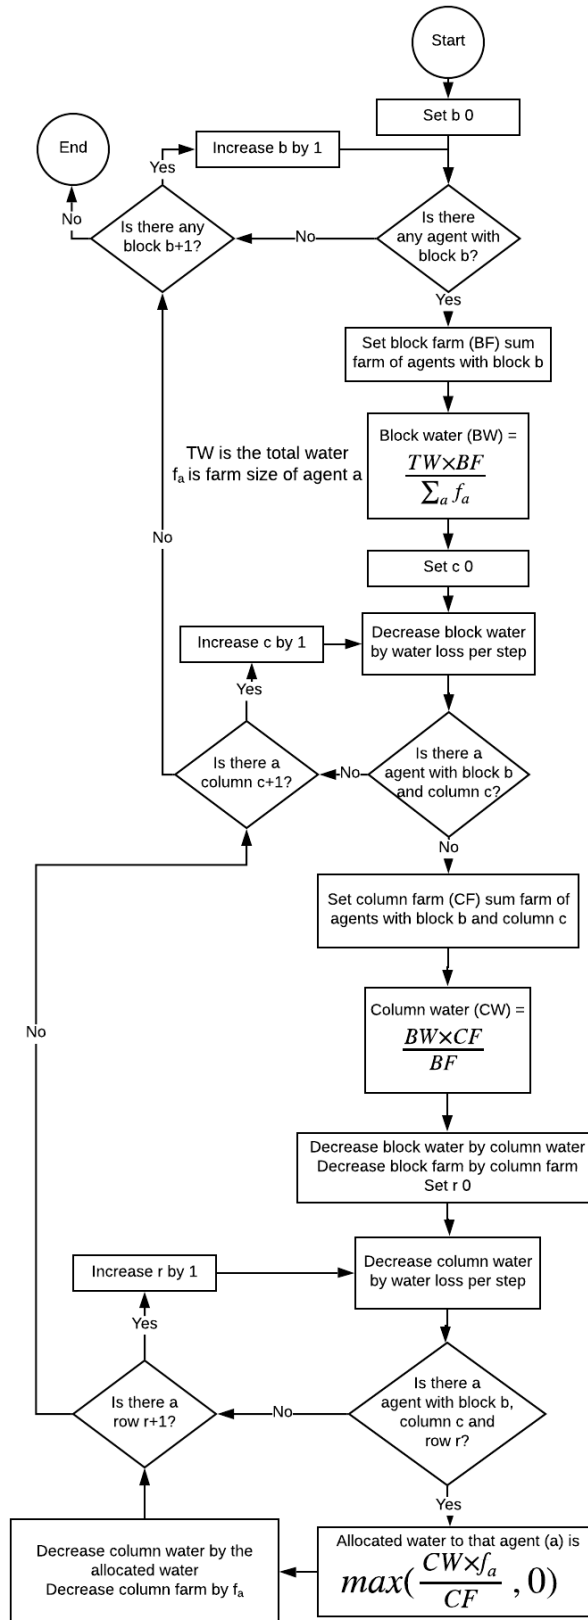 Start
Set b 0
End
Increase b by 1
Yes
No
Is there any
block b+1?
No
Is there
any agent with
block b?
Yes
Set block farm (BF) sum
farm of agents with block b
TW is the total water
fₐ is farm size of agent a
Block water (BW) =
TW×BF
∑ₐ fₐ
No
Set c 0
Increase c by 1
Decrease block water
by water loss per step
Yes
Is there a
column c+1?
No
Is there a
agent with block b
and column c?
No
Set column farm (CF) sum farm of
agents with block b and column c
Column water (CW) =
BW×CF
BF
No
Decrease block water by column water
Decrease block farm by column farm
Set r 0
Increase r by 1
Decrease column water
by water loss per step
Yes
Is there a
row r+1?
No
Is there a
agent with block b,
column c and
row r?
Yes
Decrease column water by the
allocated water
Decrease column farm by fₐ
Allocated water to that agent (a) is
max(CW×fₐ/CF , 0)